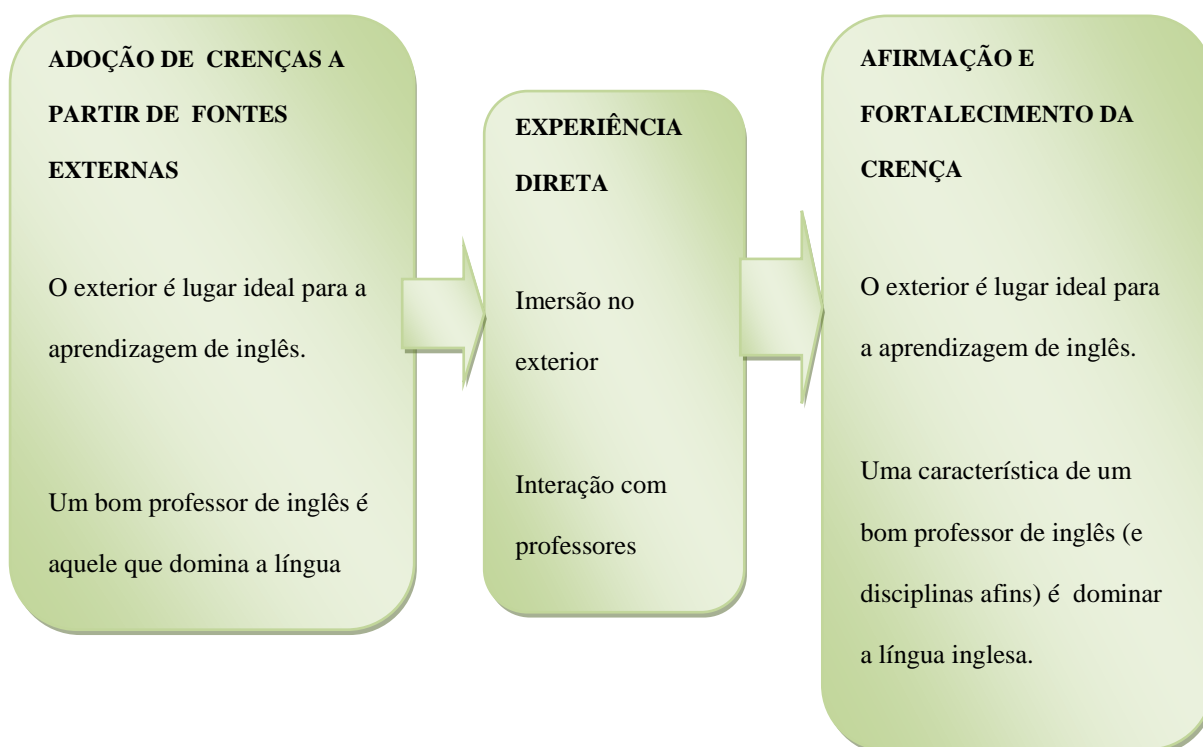 ADOÇÃO DE CRENÇAS A
PARTIR DE FONTES
EXTERNAS
O exterior é lugar ideal para a
aprendizagem de inglês.
Um bom professor de inglês é
aquele que domina a língua
EXPERIÊNCIA
DIRETA
Imersão no
exterior
Interação com
professores
AFIRMAÇÃO E
FORTALECIMENTO DA
CRENÇA
O exterior é lugar ideal para
a aprendizagem de inglês.
Uma característica de um
bom professor de inglês (e
disciplinas afins) é dominar
a língua inglesa.